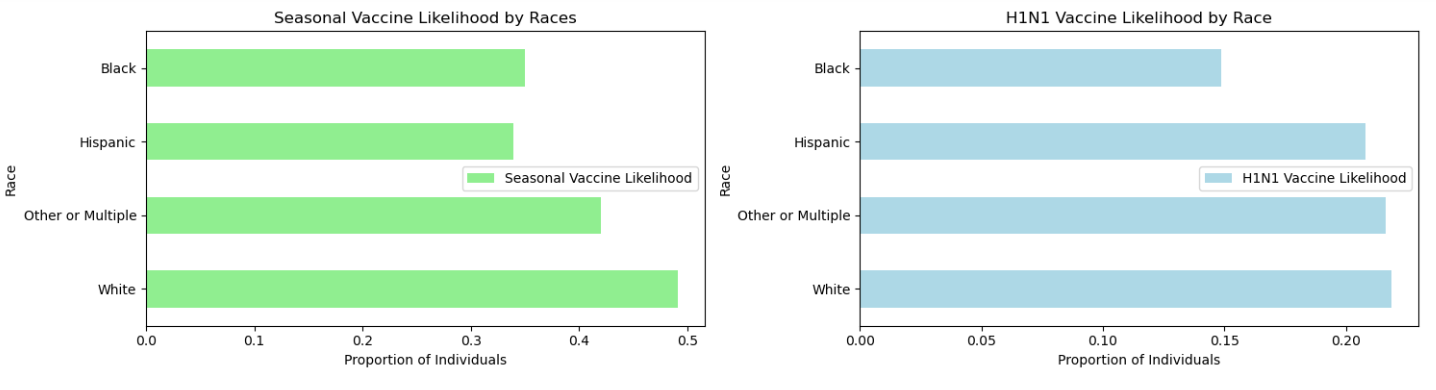 Seasonal Vaccine Likelihood by Races
Black
Hispanic
Other or Multiple
White
Race
Seasonal Vaccine Likelihood
0.0 0.1 0.2 0.3 0.4 0.5
Proportion of Individuals
H1N1 Vaccine Likelihood by Race
Black
Hispanic
Other or Multiple
White
Race
H1N1 Vaccine Likelihood
0.00 0.05 0.10 0.15 0.20
Proportion of Individuals